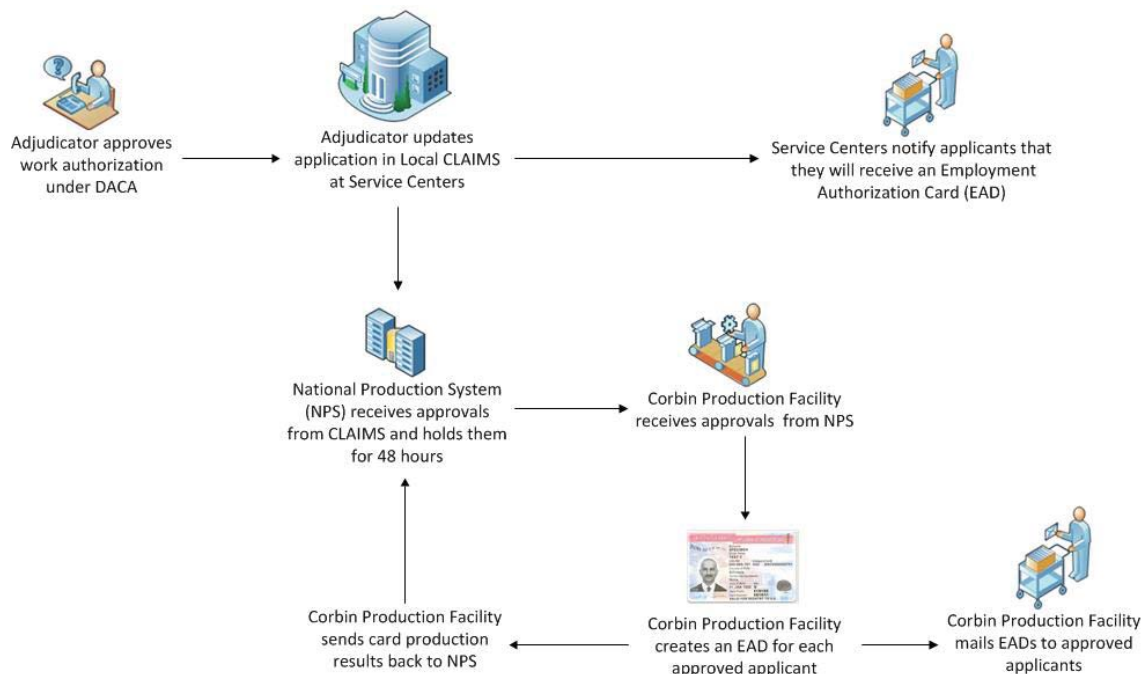 Adjudicator approves
work authorization
under DACA
Adjudicator updates
application in Local CLAIMS
at Service Centers
Service Centers notify applicants that
they will receive an Employment
Authorization Card (EAD)
National Production System
(NPS) receives approvals
from CLAIMS and holds them
for 48 hours
Corbin Production Facility
receives approvals from NPS
Corbin Production Facility
sends card production
results back to NPS
Corbin Production Facility
creates an EAD for each
approved applicant
Corbin Production Facility
mails EADs to approved
applicants